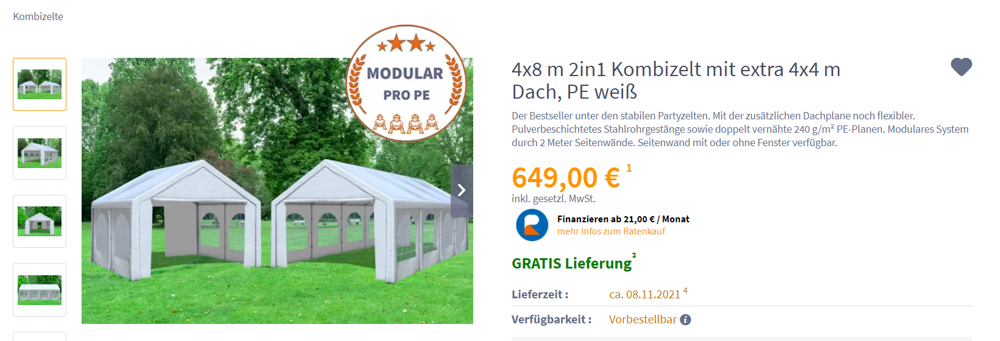 Kombizelte
MODULAR
PRO PE
4x8 m 2in1 Kombizelt mit extra 4x4 m
Dach, PE weiß
Der Bestseller unter den stabilen Partyzelten. Mit der zusätzlichen Dachplane noch flexibler.
Pulverbeschichtetes Stahlrohrgestänge sowie doppelt vernähte 240 g/m² PE-Planen. Modulares System
durch 2 Meter Seitenwände. Seitenwand mit oder ohne Fenster verfügbar.
649,00 € 1
inkl. gesetzl. MwSt.
Finanzieren ab 21,00 € / Monat
mehr Infos zum Ratenkauf
GRATIS Lieferung²
Lieferzeit : ca. 08.11.2021 4
Verfügbarkeit : Vorbestellbar